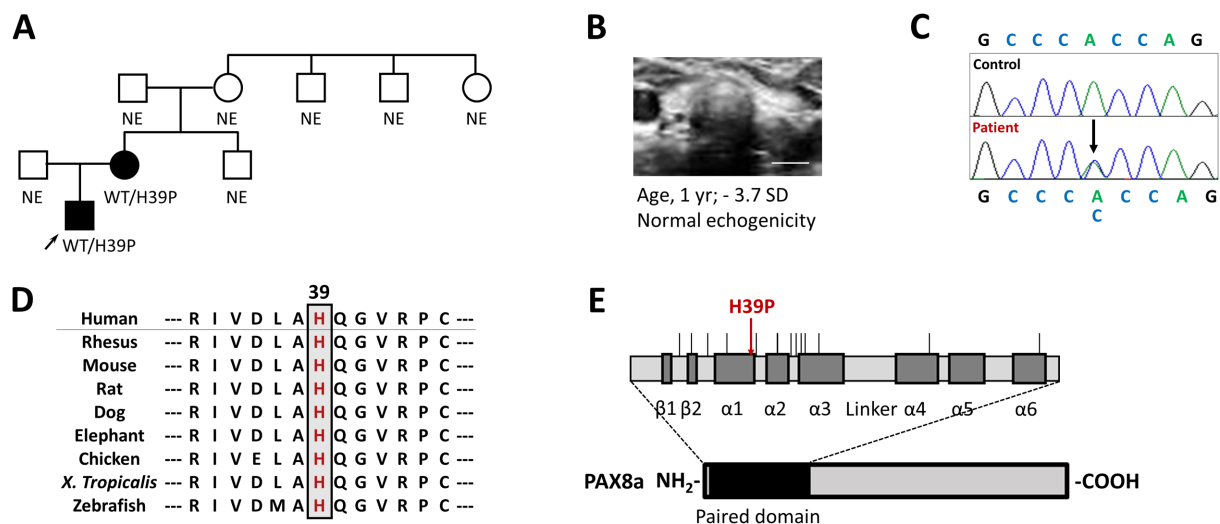 A
NE
NE
NE
NE
NE
NE
WT/H39P
NE
WT/H39P
B
Age, 1 yr; - 3.7 SD
Normal echogenicity
C
G C C C A C C A G
Control
Patient
G C C C A C C A G
C
D
39
Human --- R I V D L A H Q G V R P C ---
Rhesus --- R I V D L A H Q G V R P C ---
Mouse --- R I V D L A H Q G V R P C ---
Rat --- R I V D L A H Q G V R P C ---
Dog --- R I V D L A H Q G V R P C ---
Elephant --- R I V D L A H Q G V R P C ---
Chicken --- R I V E L A H Q G V R P C ---
X. Tropicalis --- R I V D L A H Q G V R P C ---
Zebrafish --- R I V D M A H Q G V R P C ---
E
H39P
β1 β2 α1 α2 α3 Linker α4 α5 α6
PAX8a NH2- -COOH
Paired domain